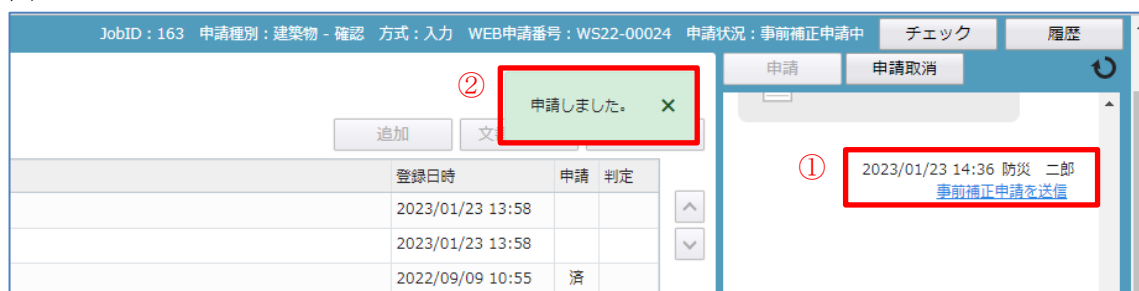 JobID：163　申請種別：建築物 - 確認　方式：入力　WEB申請番号：WS22-00024　申請状況：事前補正申請中
チェック
履歴
申請
申請取消
②
申請しました。 ×
追加
①
2023/01/23 14:36 防災　二郎
事前補正申請を送信
登録日時 申請 判定
2023/01/23 13:58
2023/01/23 13:58
2022/09/09 10:55 済